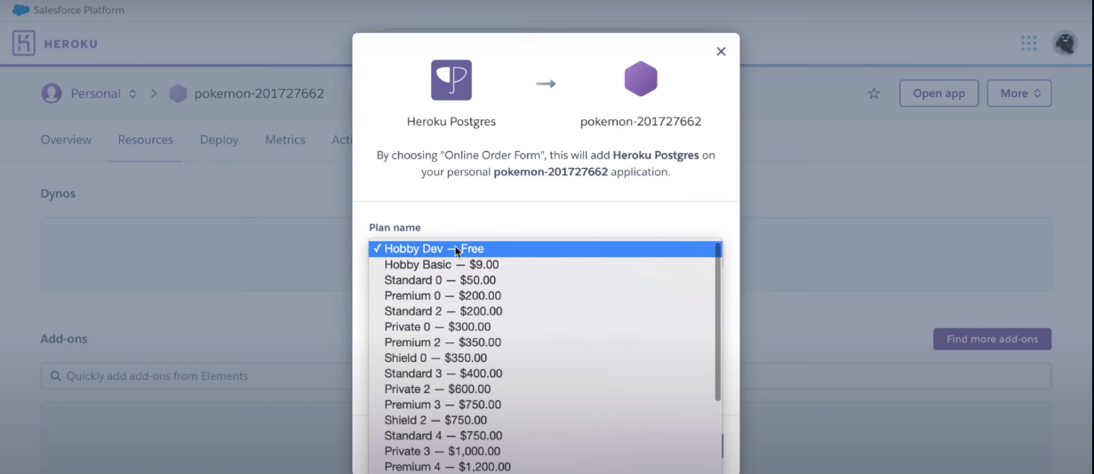 Salesforce Platform
HEROKU
Personal > pokemon-201727662
Open app
More
Overview Resources Deploy Metrics Acti
Dynos
Add-ons
Find more add-ons
Quickly add add-ons from Elements
Heroku Postgres
pokemon-201727662
By choosing "Online Order Form", this will add Heroku Postgres on
your personal pokemon-201727662 application.
Plan name
✓ Hobby Dev — Free
Hobby Basic — $9.00
Standard 0 — $50.00
Premium 0 — $200.00
Standard 2 — $200.00
Private 0 — $300.00
Premium 2 — $350.00
Shield 0 — $350.00
Standard 3 — $400.00
Private 2 — $600.00
Premium 3 — $750.00
Shield 2 — $750.00
Standard 4 — $750.00
Private 3 — $1,000.00
Premium 4 — $1,200.00